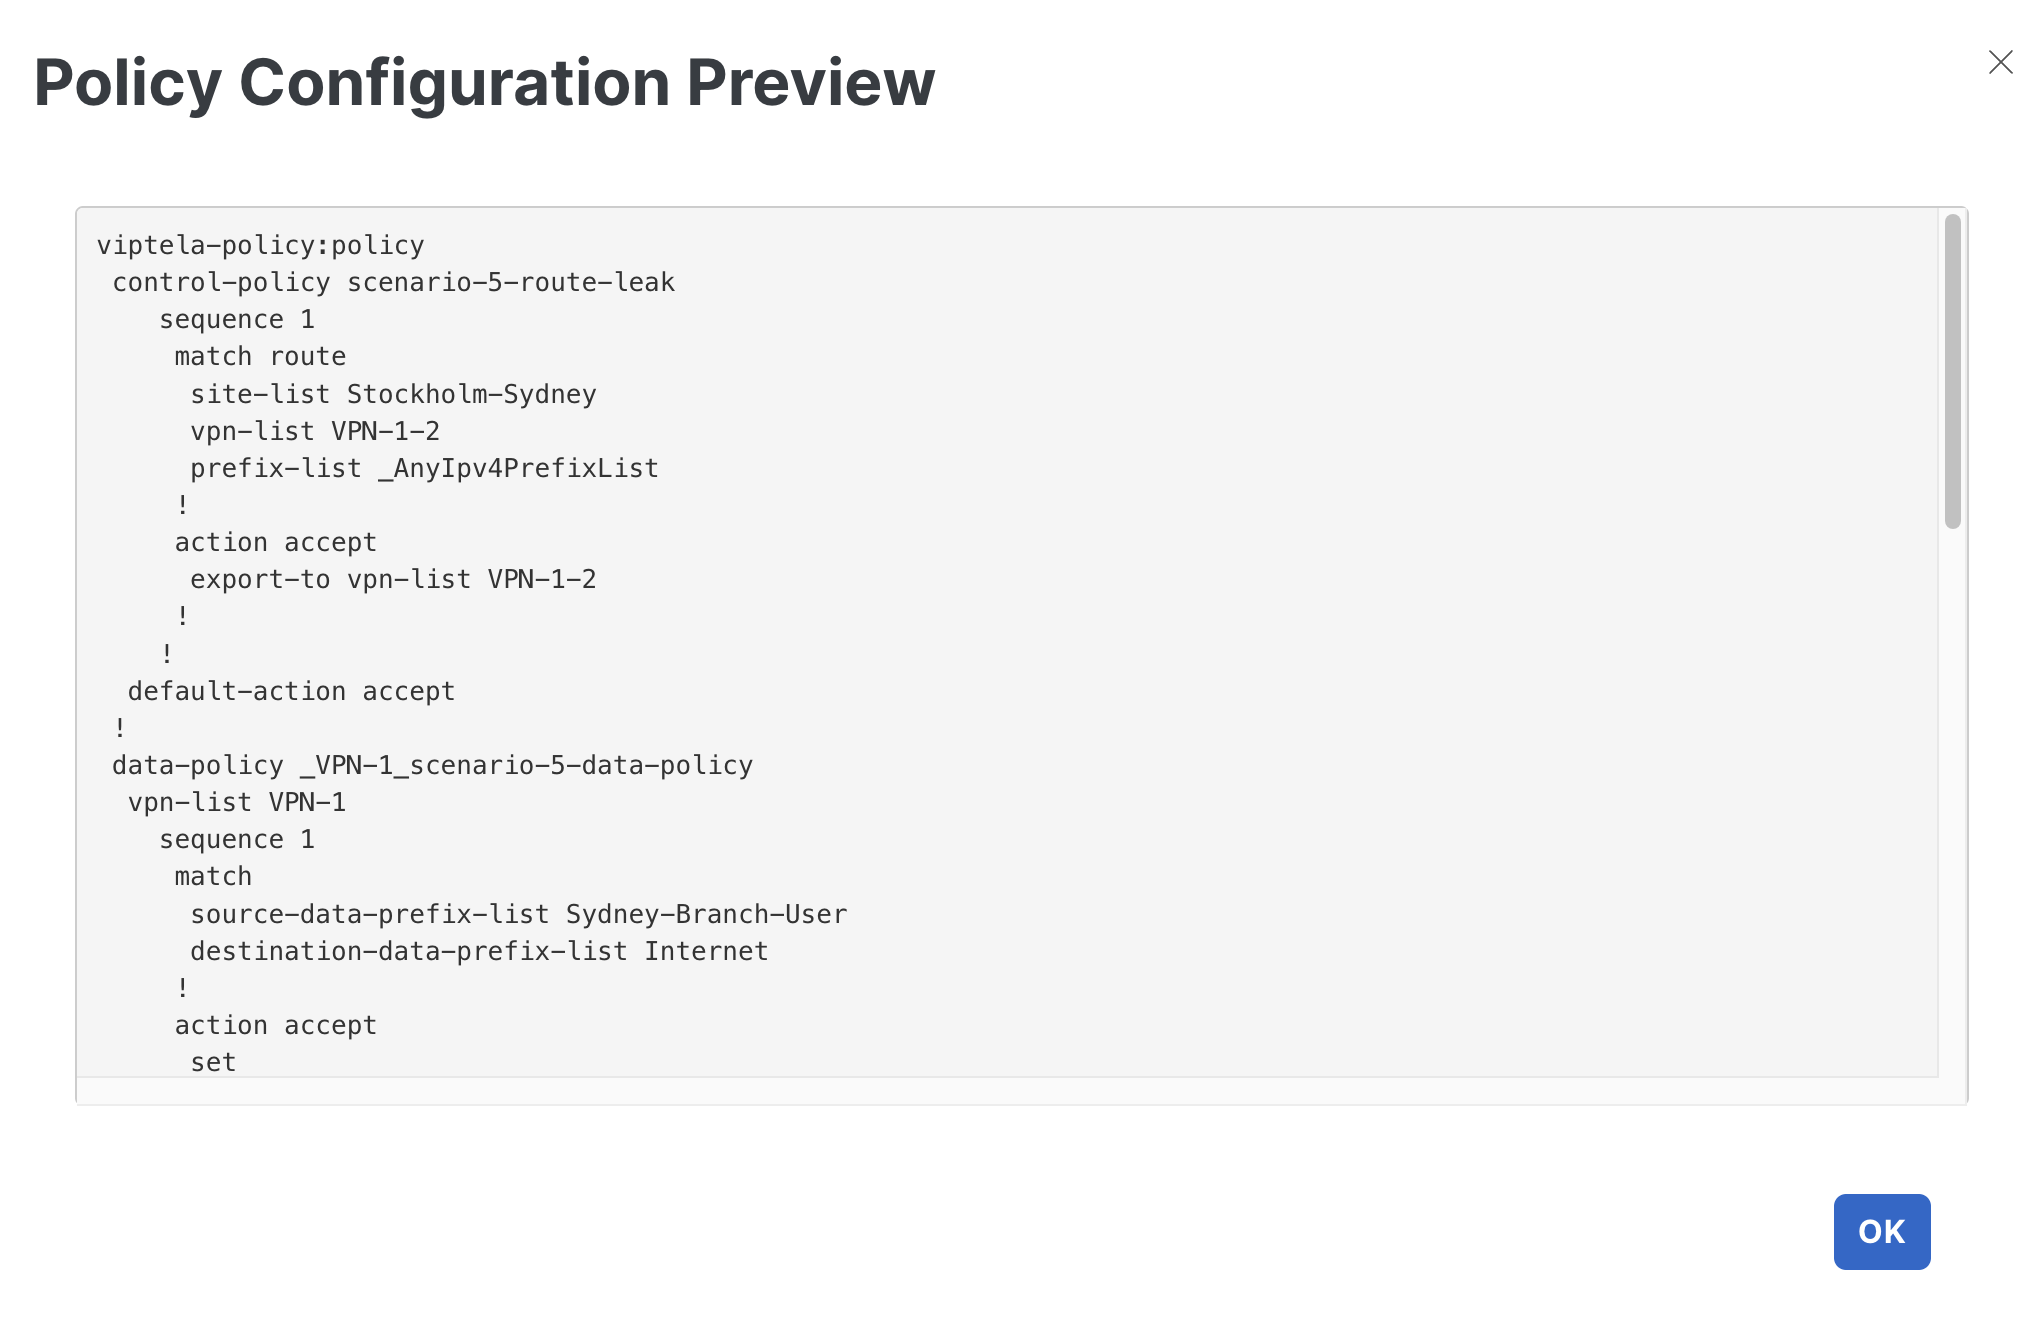 Policy Configuration Preview
viptela-policy:policy
 control-policy scenario-5-route-leak
    sequence 1
     match route
      site-list Stockholm-Sydney
      vpn-list VPN-1-2
      prefix-list _AnyIpv4PrefixList
     !
     action accept
      export-to vpn-list VPN-1-2
     !
    !
  default-action accept
 !
 data-policy _VPN-1_scenario-5-data-policy
  vpn-list VPN-1
    sequence 1
     match
      source-data-prefix-list Sydney-Branch-User
      destination-data-prefix-list Internet
     !
     action accept
      set
OK